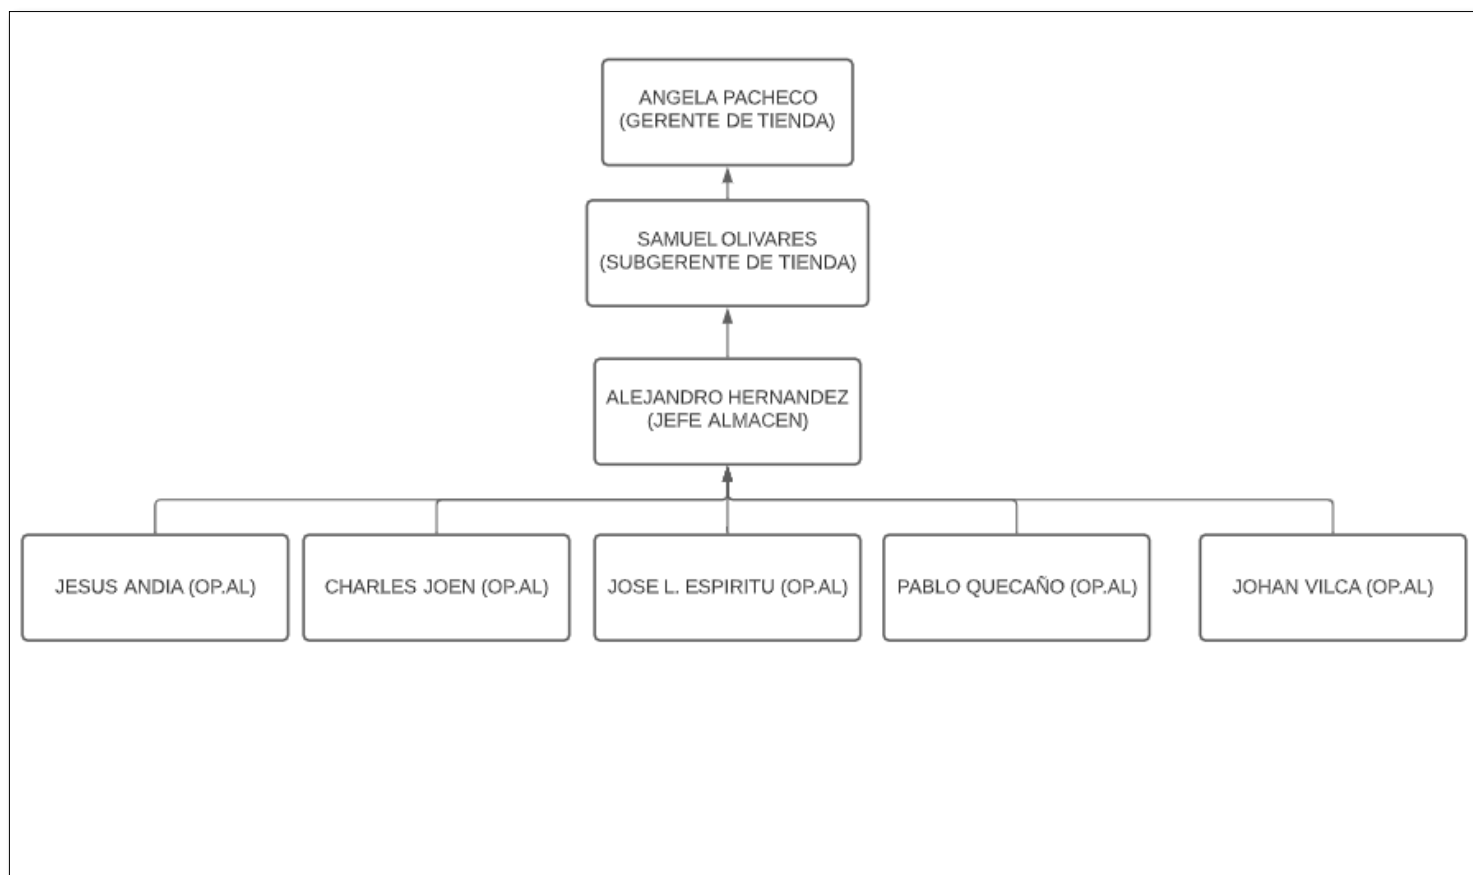 ANGELA PACHECO
(GERENTE DE TIENDA)
SAMUEL OLIVARES
(SUBGERENTE DE TIENDA)
ALEJANDRO HERNANDEZ
(JEFE ALMACEN)
JESUS ANDIA (OP.AL)
CHARLES JOEN (OP.AL)
JOSE L. ESPIRITU (OP.AL)
PABLO QUECAÑO (OP.AL)
JOHAN VILCA (OP.AL)